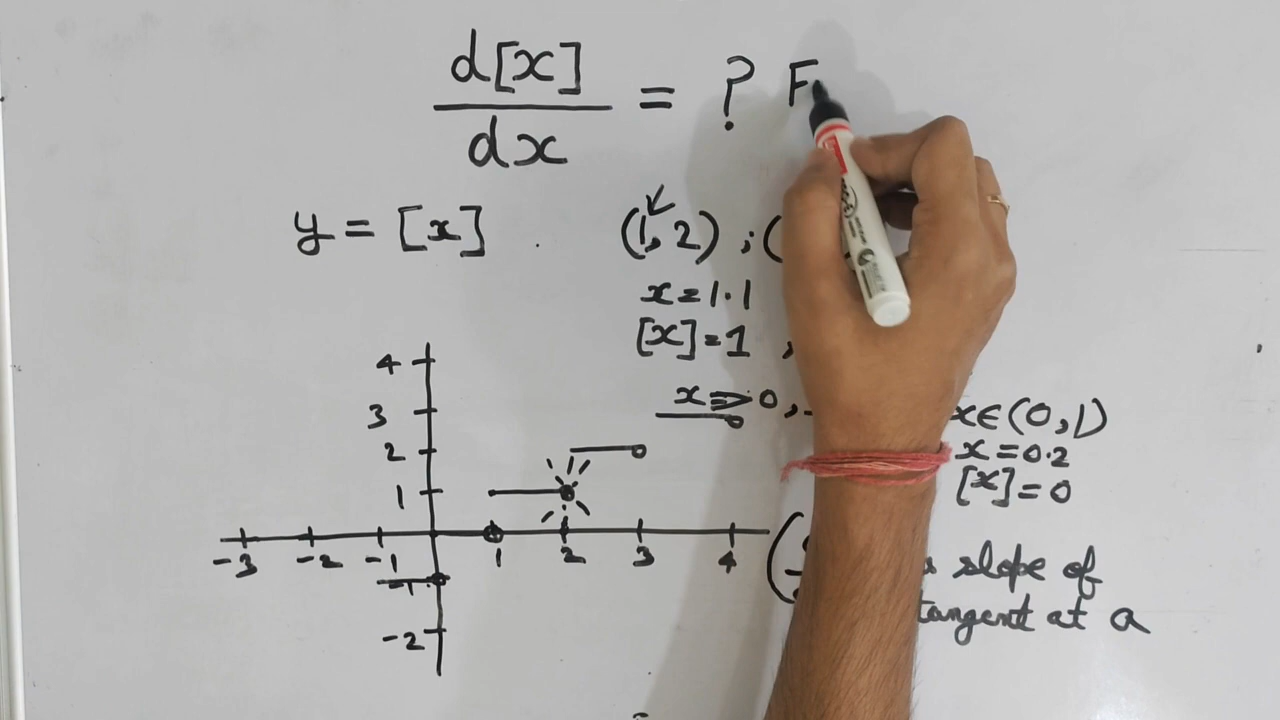 d[x]
dx
= ? F
y = [x]
(1, 2) ; (
x = 1.1
[x] = 1 ,
x => 0,
x∈(0,1)
x = 0.2
[x] = 0
4
3
2
1
-3 -2 -1 1 2 3 4
-1
-2
slope of
tangent at a